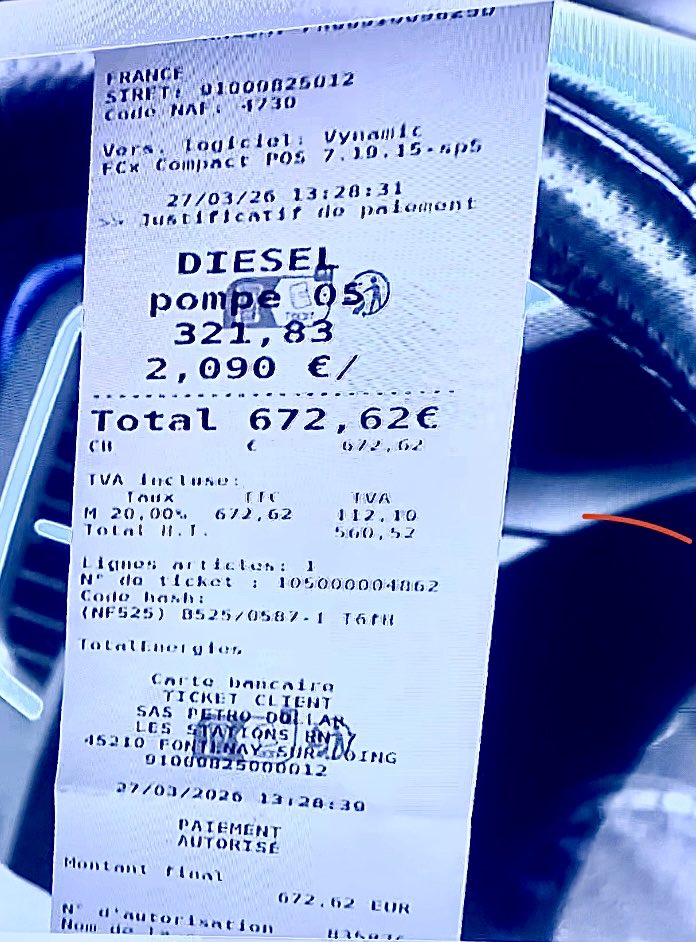 FRANCE
SIRET: 91000825012
Code NAF: 4730
Vers. logiciel: Vynamic
FCx Compact POS 7.10.15-sp5
27/03/26 13:28:31
>> Justificatif de paiement
DIESEL
pompe 05
321,83
2,090 €/
Total 672,62€
CB € 672,62
TVA incluse:
Taux TTC TVA
M 20,00% 672,62 112,10
Total H.T. 560,52
Lignes articles: 1
N° de ticket : 105000004862
Code hash:
(NF525) B525/0587-1
TotalEnergies
Carte bancaire
TICKET CLIENT
SAS PETRO-DOLLAR
LES STATIONS RN 7
45210 FONTENAY-SUR-LOING
91000825000012
27/03/2026 13:28:30
PAIEMENT
AUTORISÉ
Montant final
672,62 EUR
N° d'autorisation